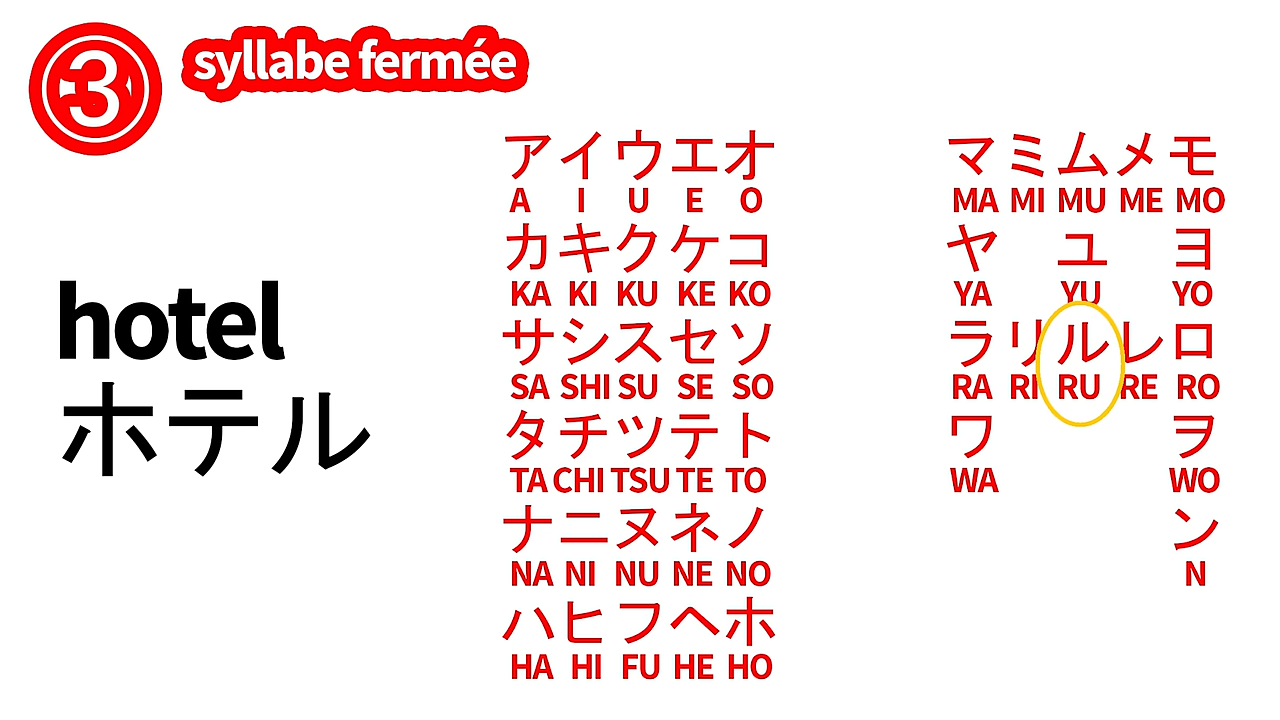 3 syllabe fermée
hotel
ホテル
アイウエオ
A I U E O
カキクケコ
KA KI KU KE KO
サシスセソ
SA SHI SU SE SO
タチツテト
TA CHI TSU TE TO
ナニヌネノ
NA NI NU NE NO
ハヒフヘホ
HA HI FU HE HO
マミムメモ
MA MI MU ME MO
ヤ ユ ヨ
YA YU YO
ラリルレロ
RA RI RU RE RO
ワ ヲ
WA WO
ン
N